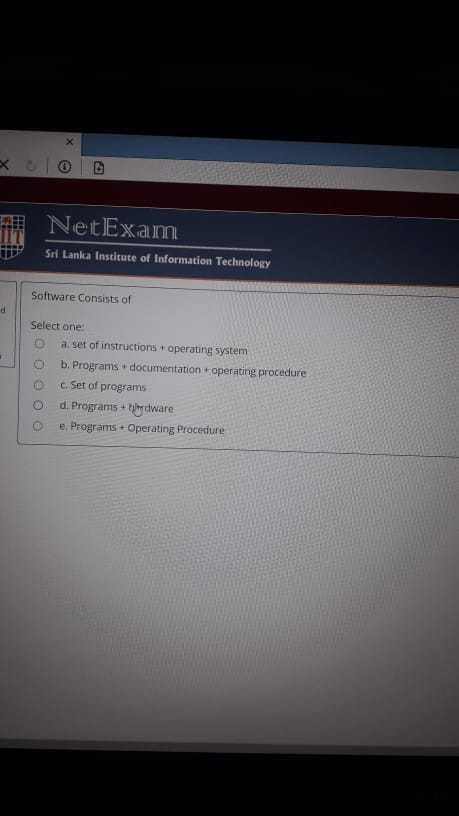 NetExam
Sri Lanka Institute of Information Technology
Software Consists of
Select one:
a. set of instructions + operating system
b. Programs + documentation + operating procedure
c. Set of programs
d. Programs + hardware
e. Programs + Operating Procedure